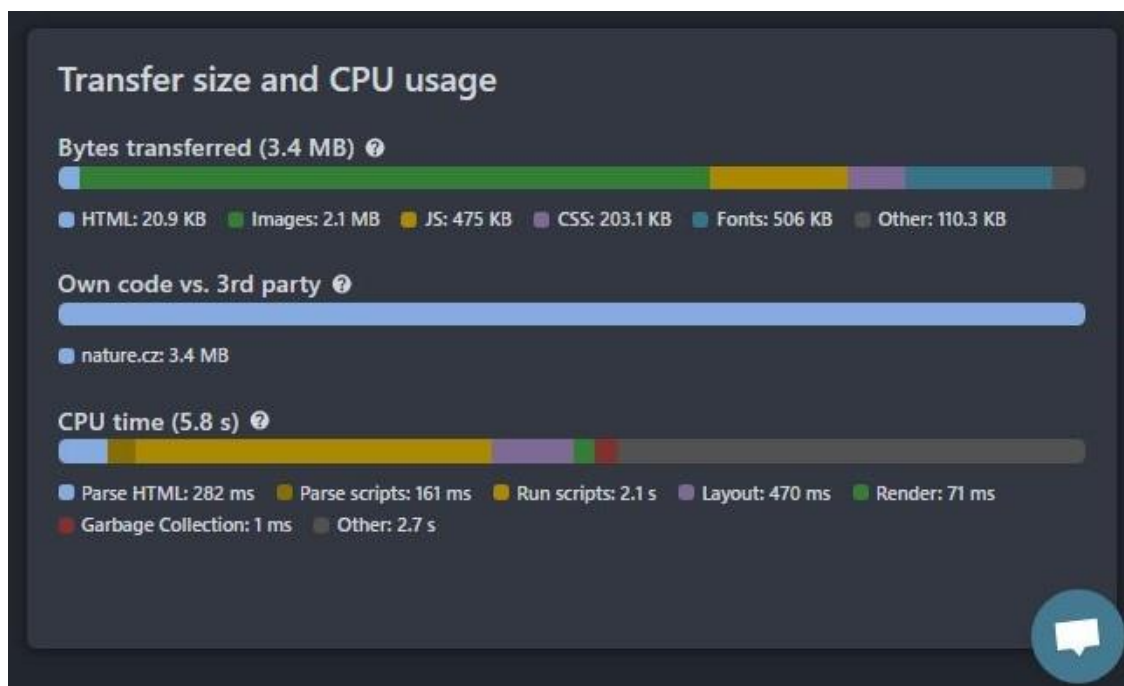 Transfer size and CPU usage
Bytes transferred (3.4 MB) ?
HTML: 20.9 KB Images: 2.1 MB JS: 475 KB CSS: 203.1 KB Fonts: 506 KB Other: 110.3 KB
Own code vs. 3rd party ?
nature.cz: 3.4 MB
CPU time (5.8 s) ?
Parse HTML: 282 ms Parse scripts: 161 ms Run scripts: 2.1 s Layout: 470 ms Render: 71 ms
Garbage Collection: 1 ms Other: 2.7 s